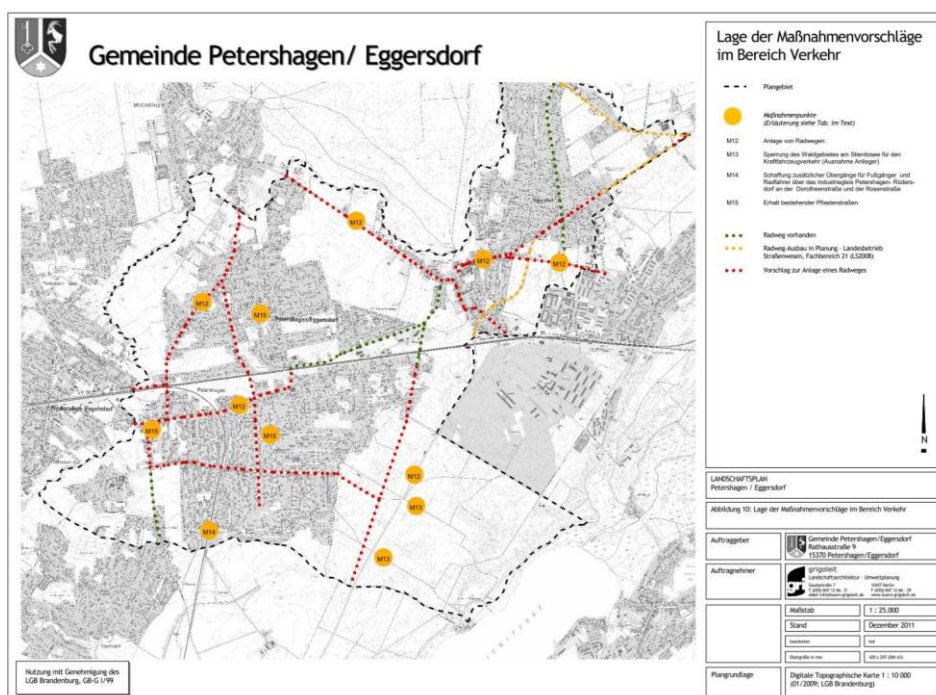 Gemeinde Petershagen/ Eggersdorf
M12
M12
M12
M12
M15
Petershagen/Eggersdorf
Petershagen
M12
M15
M15
M12
M13
M14
M13
Nutzung mit Genehmigung des
LGB Brandenburg, GB-G I/99
Lage der Maßnahmenvorschläge
im Bereich Verkehr
Plangebiet
Maßnahmenpunkte
(Erläuterung siehe Tab. im Text)
M12 Anlage von Radwegen
M13 Sperrung des Waldgebietes am Stienitzsee für den
Kraftfahrzeugverkehr (Ausnahme Anlieger)
M14 Schaffung zusätzlicher Übergänge für Fußgänger und
Radfahrer über das Industriegleis Petershagen- Rüders-
dorf an der Dorotheenstraße und der Rosenstraße
M15 Erhalt bestehender Pflasterstraßen
Radweg vorhanden
Radweg-Ausbau in Planung - Landesbetrieb
Straßenwesen, Fachbereich 21 (LS2008)
Vorschlag zur Anlage eines Radweges
N
LANDSCHAFTSPLAN
Petershagen / Eggersdorf
Abbildung 10: Lage der Maßnahmenvorschläge im Bereich Verkehr
Auftraggeber
Gemeinde Petershagen/Eggersdorf
Rathausstraße 9
15370 Petershagen/Eggersdorf
Auftragnehmer
grigoleit
Landschaftsarchitektur · Umweltplanung
Maßstab 1 : 25.000
Stand Dezember 2011
Plangrundlage
Digitale Topographische Karte 1 : 10 000
(01/2009; LGB Brandenburg)